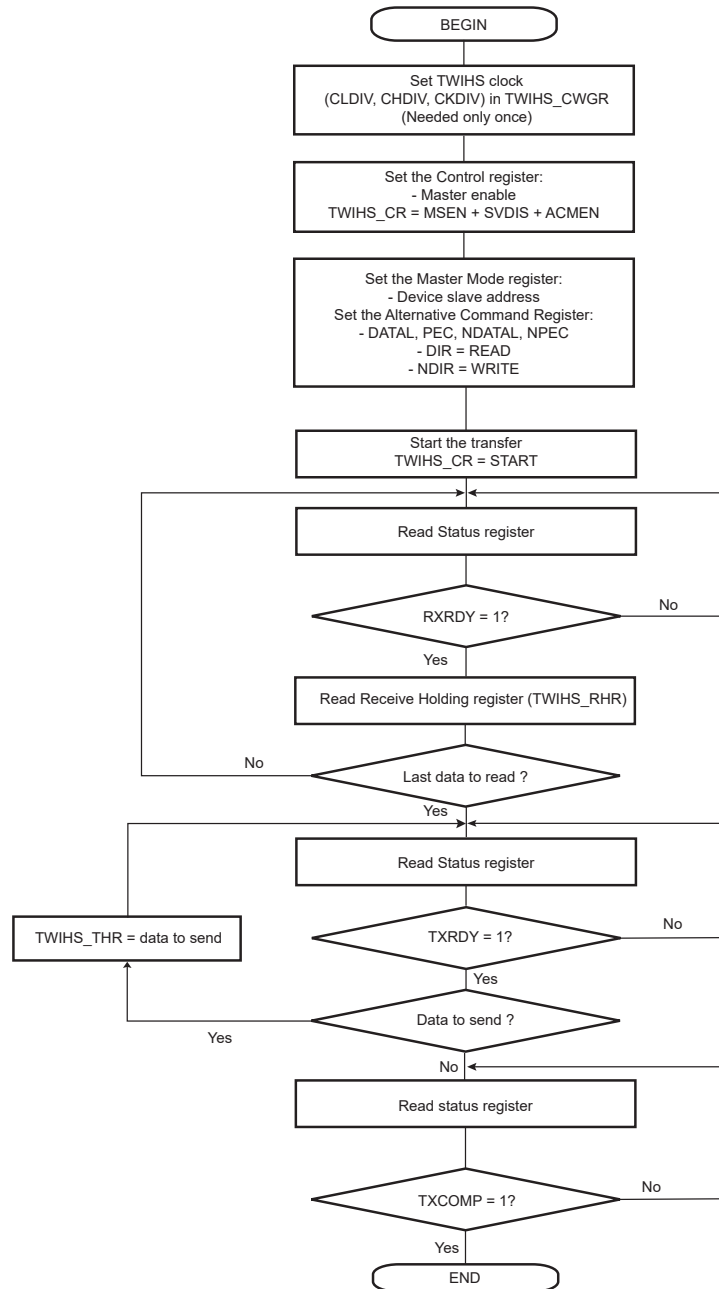 BEGIN
Set TWIHS clock
(CLDIV, CHDIV, CKDIV) in TWIHS_CWGR
(Needed only once)
Set the Control register:
- Master enable
TWIHS_CR = MSEN + SVDIS + ACMEN
Set the Master Mode register:
- Device slave address
Set the Alternative Command Register:
- DATAL, PEC, NDATAL, NPEC
- DIR = READ
- NDIR = WRITE
Start the transfer
TWIHS_CR = START
Read Status register
RXRDY = 1?
No
Yes
Read Receive Holding register (TWIHS_RHR)
No
Last data to read ?
Yes
Read Status register
TWIHS_THR = data to send
TXRDY = 1?
No
Yes
Data to send ?
Yes
No
Read status register
TXCOMP = 1?
No
Yes
END